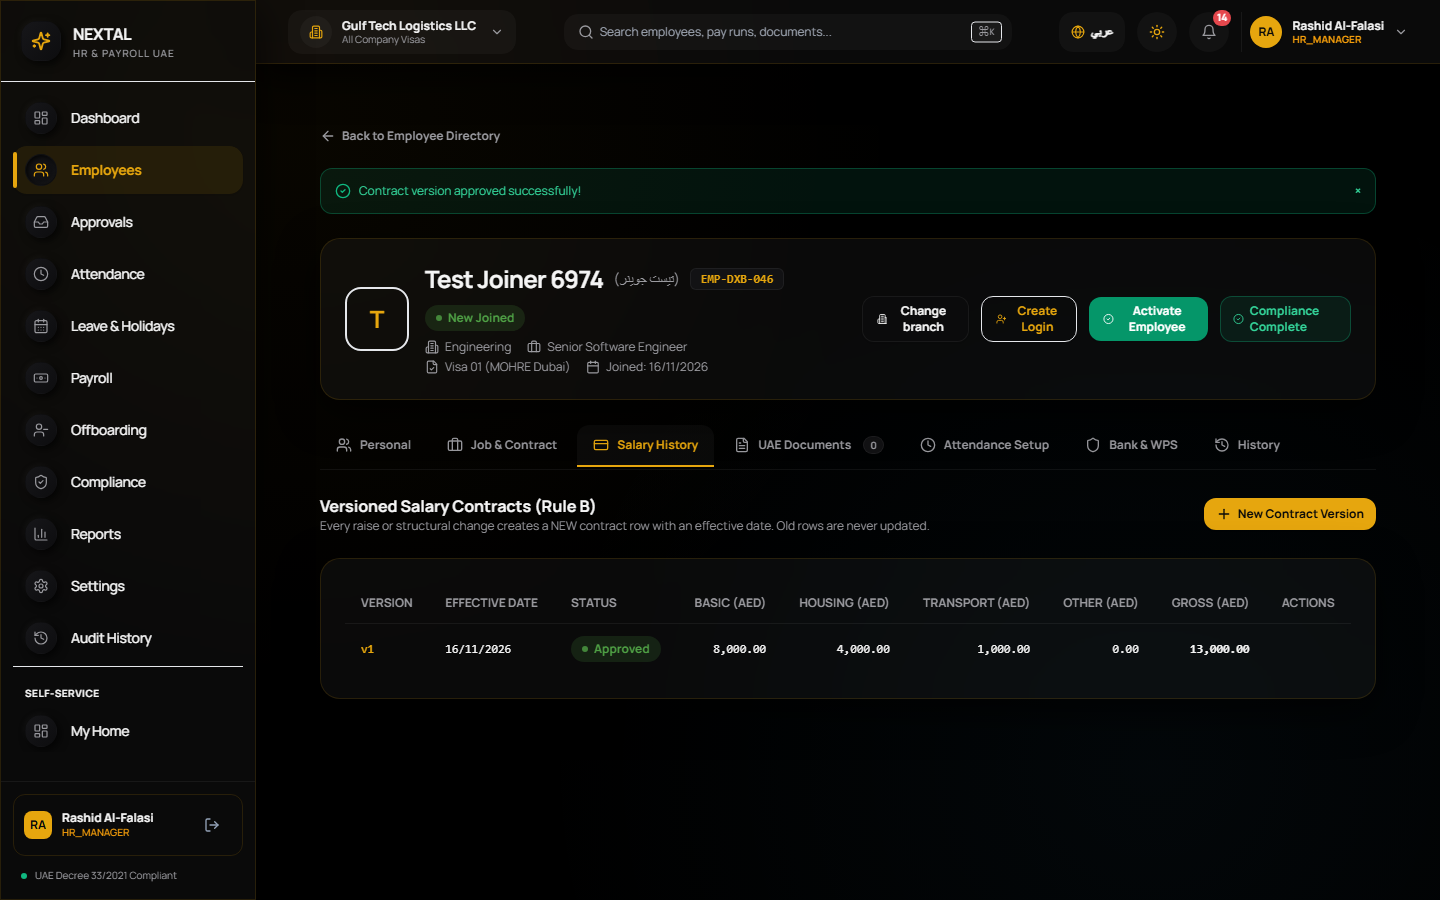 NEXTAL
HR & PAYROLL UAE
Gulf Tech Logistics LLC
All Company Visas
Search employees, pay runs, documents...
⌘K
عربي
14
RA
Rashid Al-Falasi
HR_MANAGER
Dashboard
Employees
Approvals
Attendance
Leave & Holidays
Payroll
Offboarding
Compliance
Reports
Settings
Audit History
SELF-SERVICE
My Home
RA
Rashid Al-Falasi
HR_MANAGER
UAE Decree 33/2021 Compliant
Back to Employee Directory
Contract version approved successfully!
×
T
Test Joiner 6974 (تيست جوينر) EMP-DXB-046
New Joined
Engineering Senior Software Engineer
Visa 01 (MOHRE Dubai) Joined: 16/11/2026
Change branch
Create Login
Activate Employee
Compliance Complete
Personal Job & Contract Salary History UAE Documents 0 Attendance Setup Bank & WPS History
Versioned Salary Contracts (Rule B)
Every raise or structural change creates a NEW contract row with an effective date. Old rows are never updated.
New Contract Version
VERSION EFFECTIVE DATE STATUS BASIC (AED) HOUSING (AED) TRANSPORT (AED) OTHER (AED) GROSS (AED) ACTIONS
v1 16/11/2026 Approved 8,000.00 4,000.00 1,000.00 0.00 13,000.00